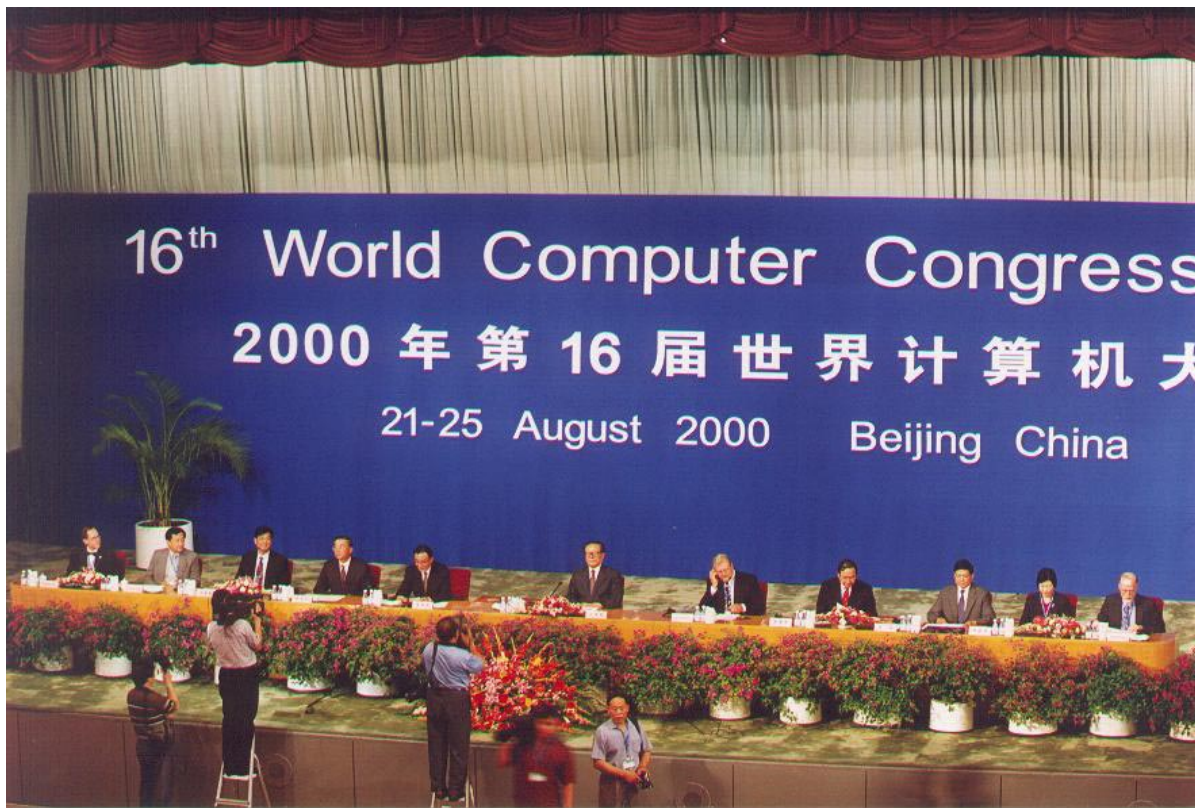 16th World Computer Congress
2000 年 第 16 届 世 界 计 算 机 大
21-25 August 2000 Beijing China